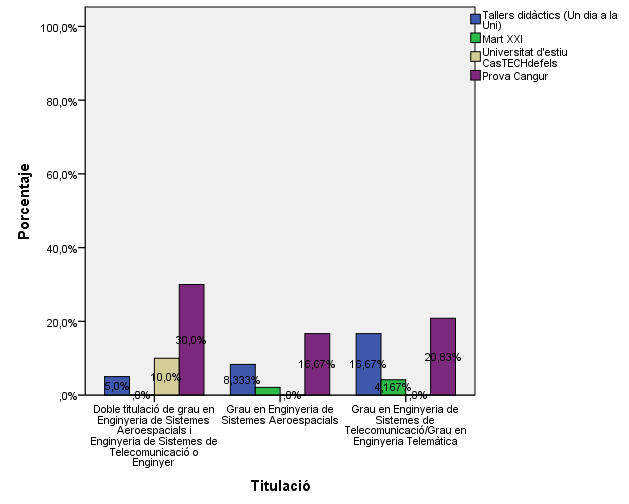 100,0%
80,0%
60,0%
40,0%
20,0%
,0%
Porcentaje
5,0%
,0%
10,0%
30,0%
8,333%
,0%
16,67%
16,67%
4,167%
,0%
20,83%
Doble titulació de grau en
Enginyeria de Sistemes
Aeroespacials i
Enginyeria de Sistemes de
Telecomunicació o
Enginyer
Grau en Enginyeria de
Sistemes Aeroespacials
Grau en Enginyeria de
Sistemes de
Telecomunicació/Grau en
Enginyeria Telemàtica
Titulació
Tallers didàctics (Un dia a la
Uni)
Mart XXI
Universitat d'estiu
CasTECHdefels
Prova Cangur